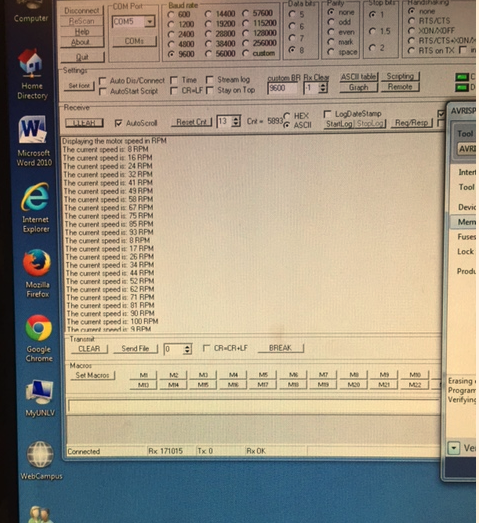 Computer
Home
Directory
Microsoft
Word 2010
Internet
Explorer
Mozilla
Firefox
Google
Chrome
MyUNLV
WebCampus
Disconnect
ReScan
Help
About..
Quit
COM Port
COM5
COMs
Baud rate
600 14400 57600
1200 19200 115200
2400 28800 128000
4800 38400 256000
9600 56000 custom
Data bits
5
6
7
8
Parity
none
odd
even
mark
space
Stop bits
1
1.5
2
Handshaking
none
RTS/CTS
XON/XOFF
RTS/CTS+XON/X
RTS on TX
Settings
Set font
Auto Dis/Connect Time Stream log
AutoStart Script CR=LF Stay on Top
custom BR Rx Clear
9600 -1
ASCII table Scripting
Graph Remote
Receive
CLEAR AutoScroll Reset Cnt 13 Cnt = 5893
HEX
ASCII
LogDateStamp
StartLog StopLog Req/Resp
Displaying the motor speed in RPM
The current speed is: 8 RPM
The current speed is: 16 RPM
The current speed is: 24 RPM
The current speed is: 32 RPM
The current speed is: 41 RPM
The current speed is: 49 RPM
The current speed is: 58 RPM
The current speed is: 67 RPM
The current speed is: 75 RPM
The current speed is: 85 RPM
The current speed is: 93 RPM
The current speed is: 8 RPM
The current speed is: 17 RPM
The current speed is: 26 RPM
The current speed is: 34 RPM
The current speed is: 44 RPM
The current speed is: 52 RPM
The current speed is: 62 RPM
The current speed is: 71 RPM
The current speed is: 81 RPM
The current speed is: 90 RPM
The current speed is: 100 RPM
The current speed is: 9 RPM
Transmit
CLEAR Send File 0 CR=CR+LF BREAK
Macros
Set Macros M1 M2 M3 M4 M5 M6 M7 M8 M9 M10
M13 M14 M15 M16 M17 M18 M19 M20 M21 M22
Connected Rx: 171015 Tx: 0 Rx OK
AVRISP
Tool
AVRI
Inter
Tool
Devic
Mem
Fuses
Lock
Produ
Erasing
Program
Verifying
Ve